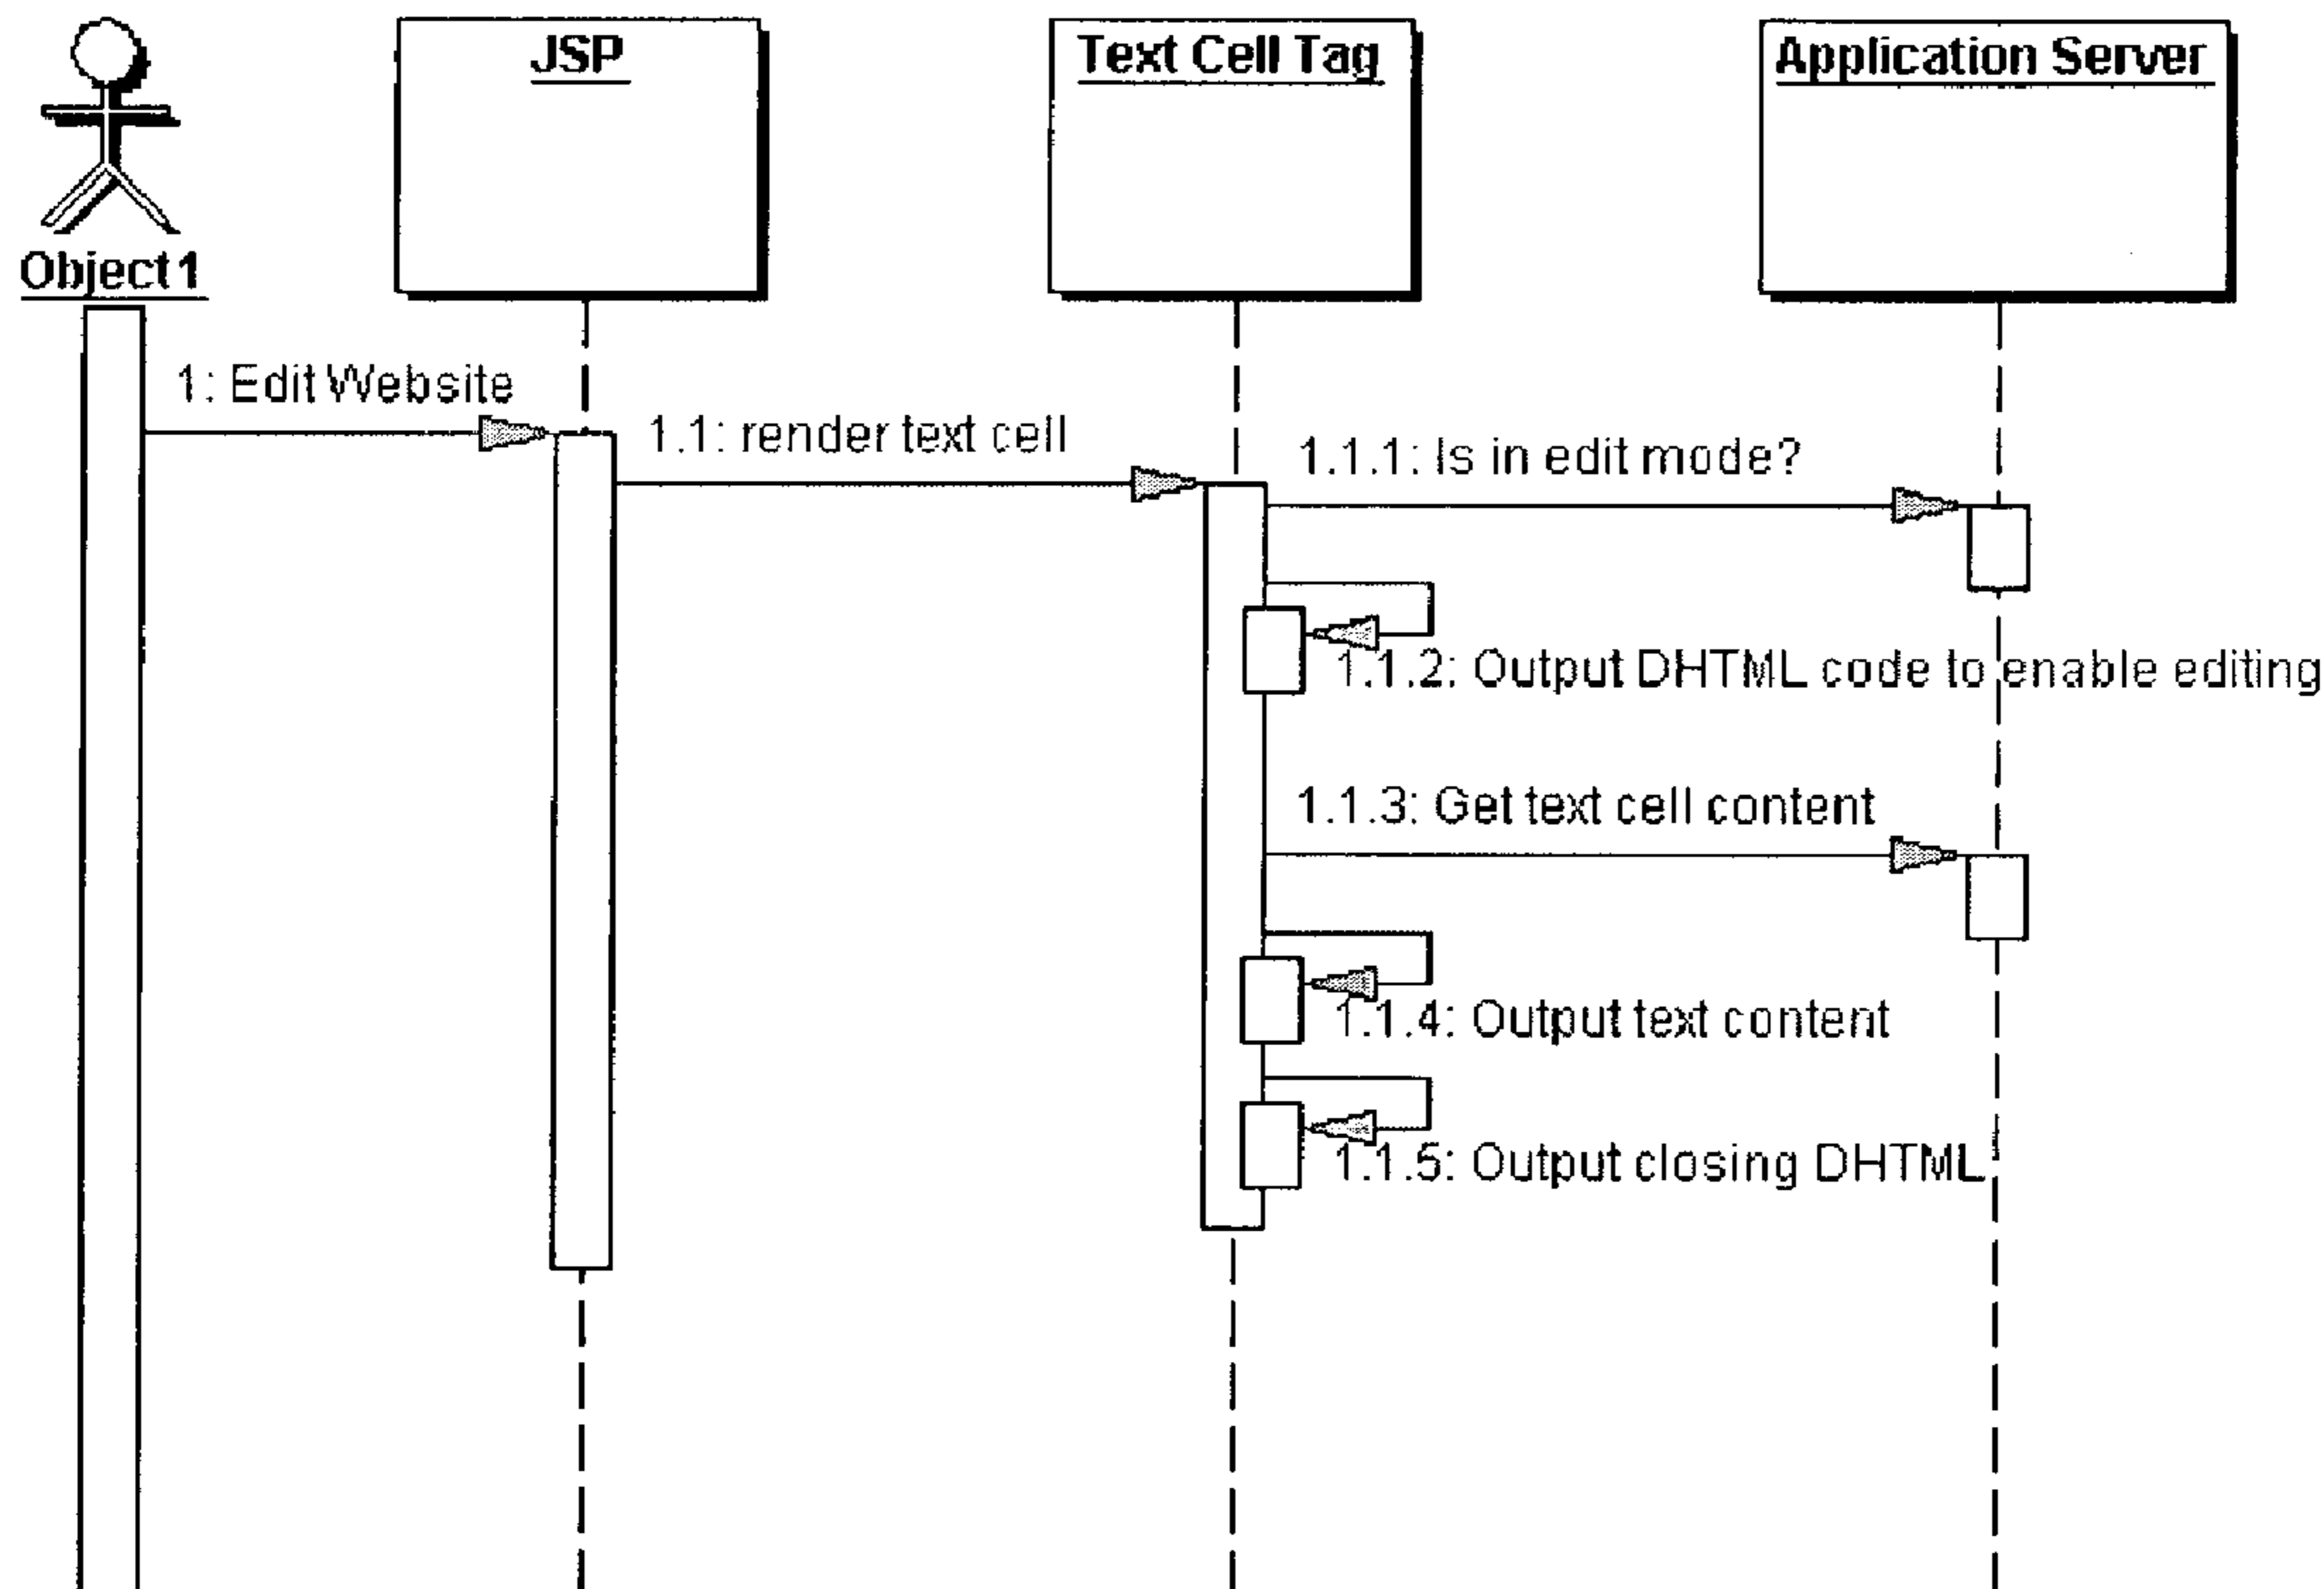 JSP
Text Cell Tag
Application Server
Object1
1: Edit Website
1.1: render text cell
1.1.1: Is in edit mode?
1.1.2: Output DHTML code to enable editing
1.1.3: Get text cell content
1.1.4: Output text content
1.1.5: Output closing DHTML